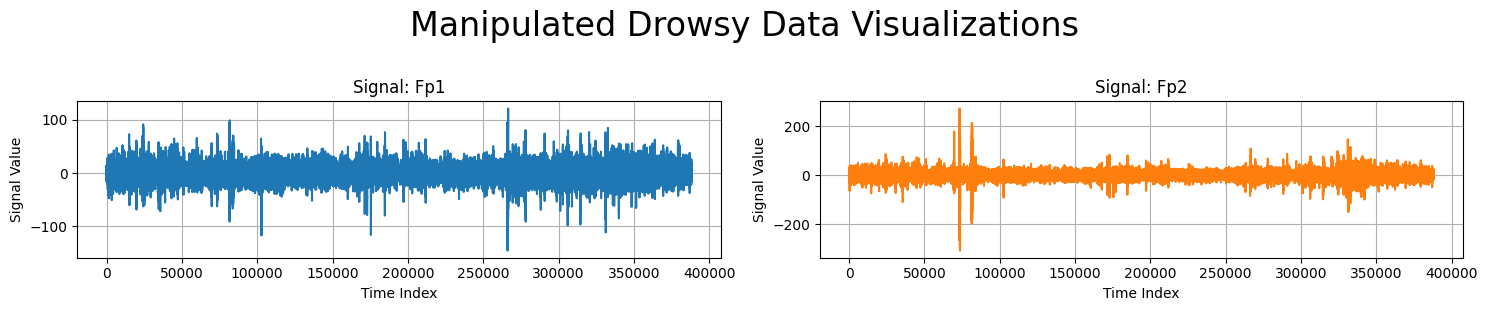 Manipulated Drowsy Data Visualizations
Signal: Fp1
Signal Value
100
0
−100
0 50000 100000 150000 200000 250000 300000 350000 400000
Time Index
Signal: Fp2
Signal Value
200
0
−200
0 50000 100000 150000 200000 250000 300000 350000 400000
Time Index